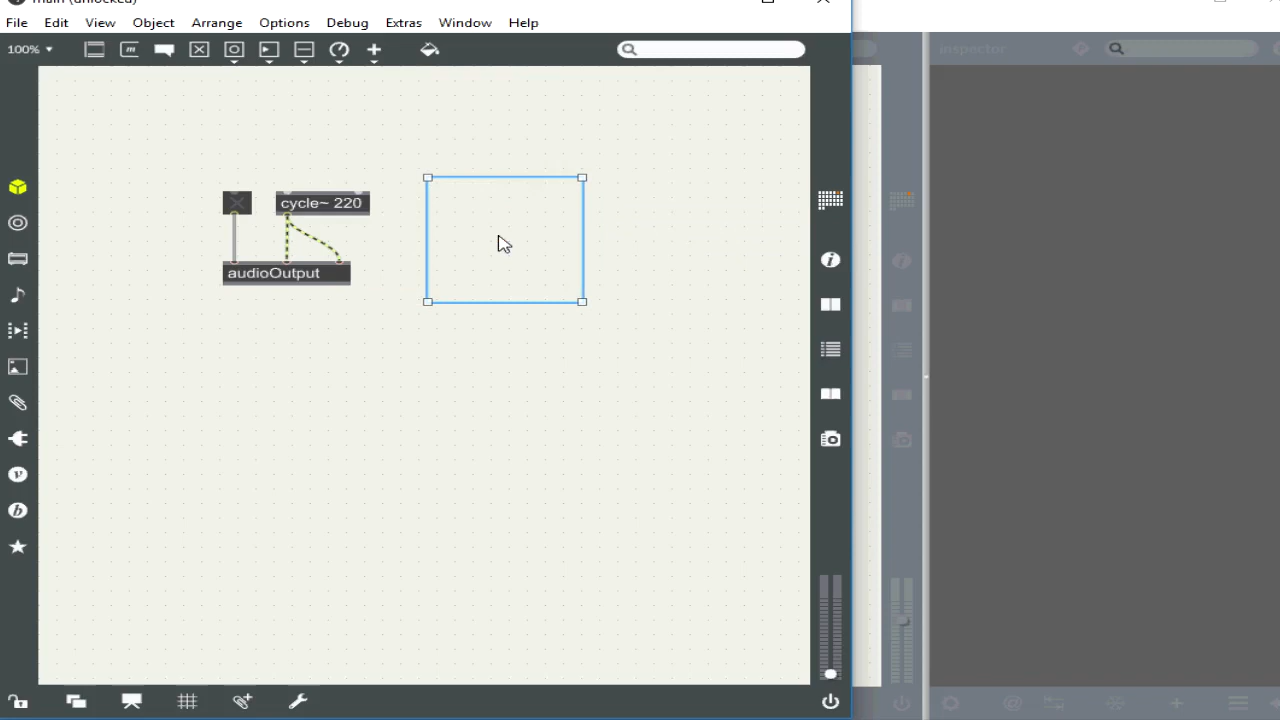 main (unlocked)
File Edit View Object Arrange Options Debug Extras Window Help
100%
m
inspector
cycle~ 220
audioOutput
i
v
b